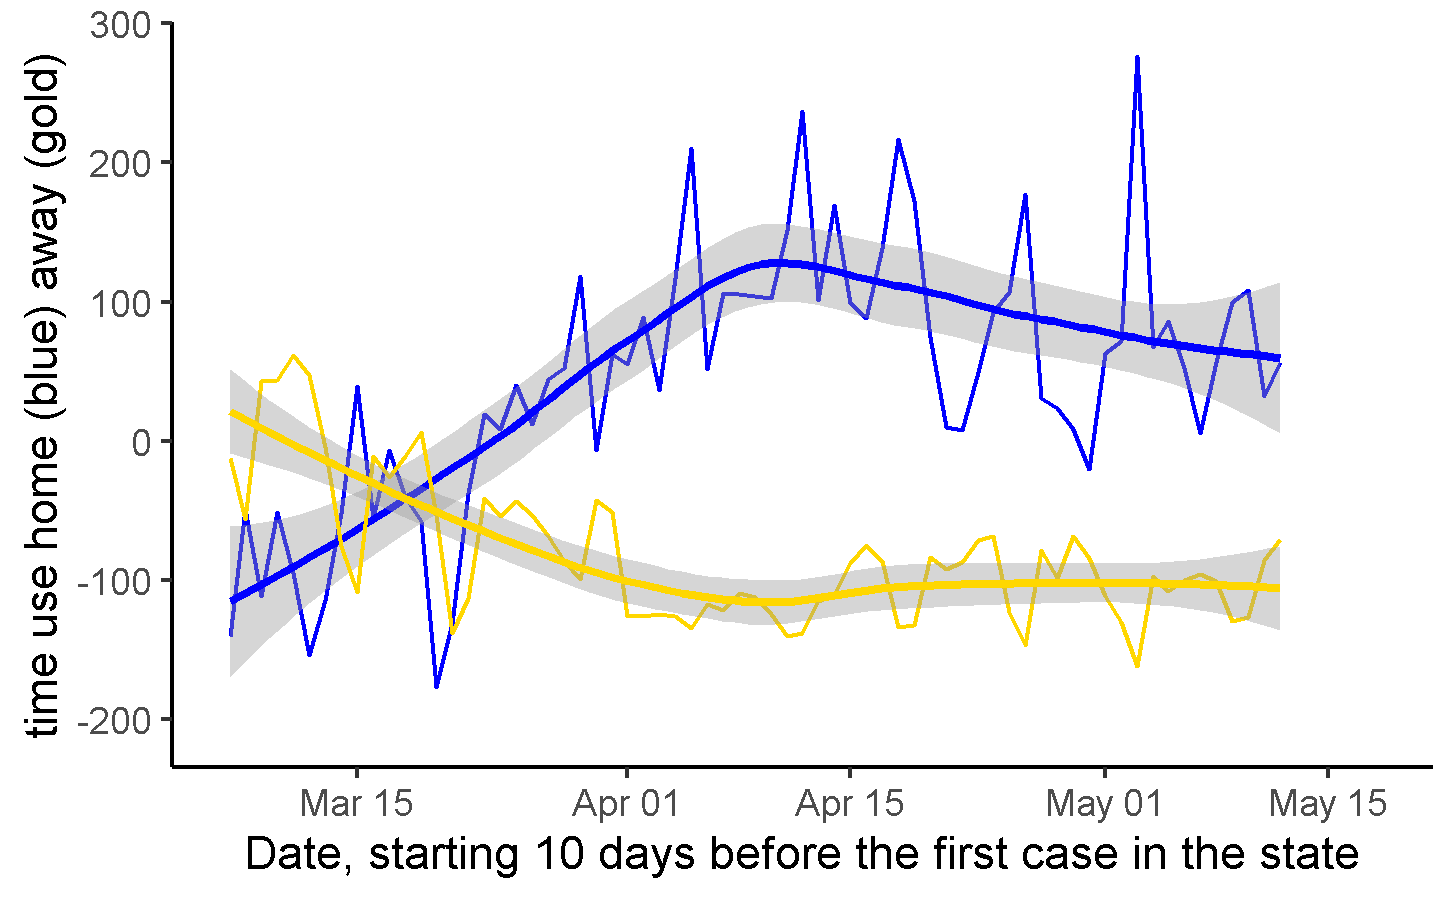 time use home (blue) away (gold)
300
200
100
0
-100
-200
Mar 15
Apr 01
Apr 15
May 01
May 15
Date, starting 10 days before the first case in the state